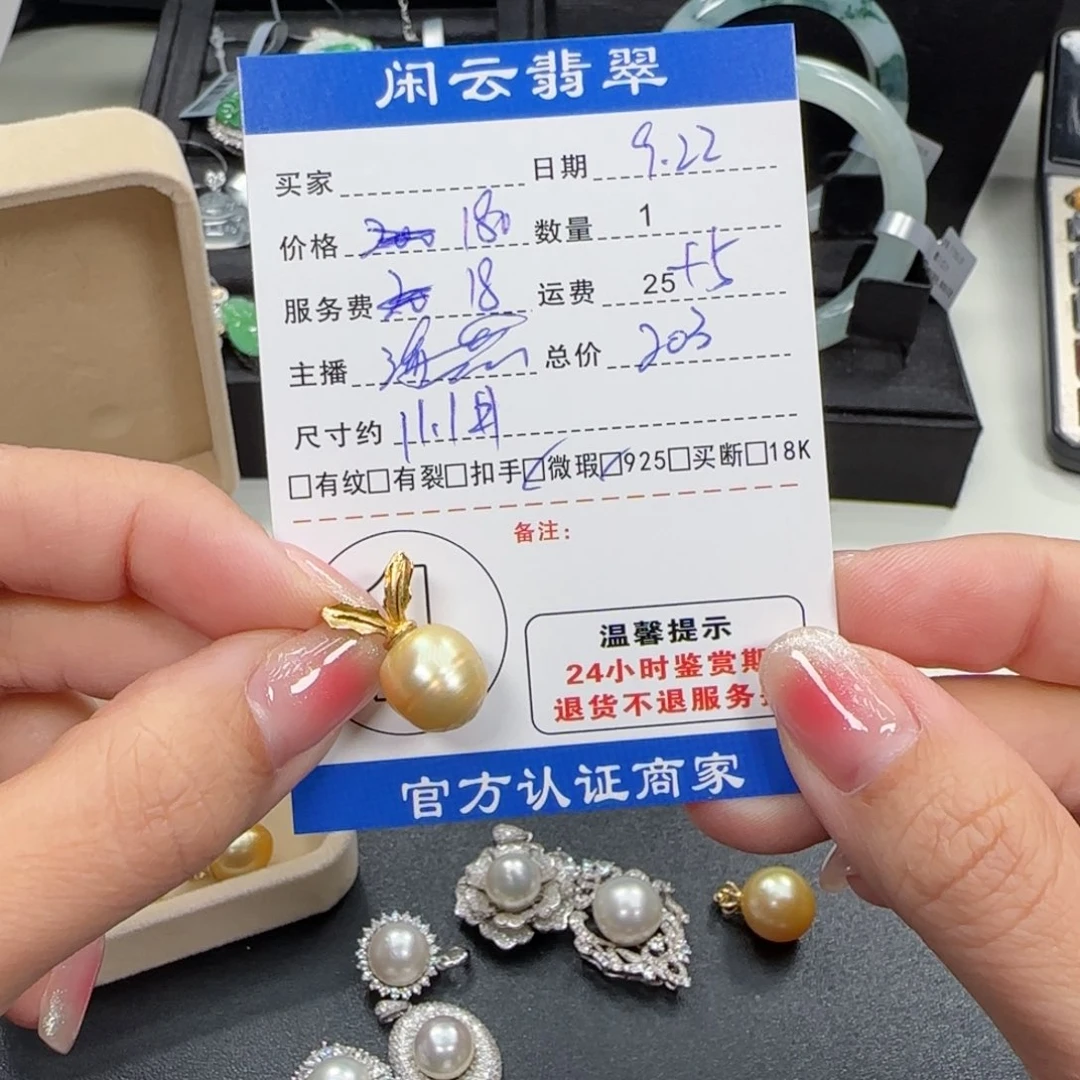 闲云翡翠
买家 日期 9.22
价格 200 180 数量 1
服务费 20 18 运费 25+5
主播 总价 203
尺寸约 11.1
□有纹□有裂□扣手☑微瑕☑925□买断□18K
备注:
1
温馨提示
24小时鉴赏期
退货不退服务
官方认证商家